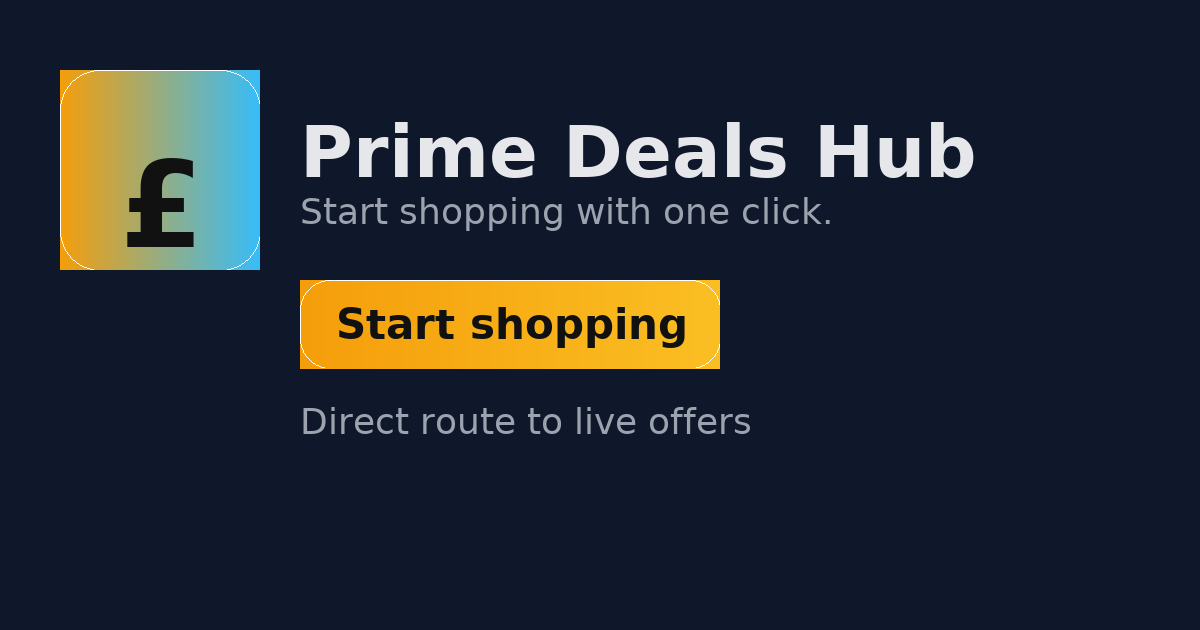 £
Prime Deals Hub
Start shopping with one click.
Start shopping
Direct route to live offers